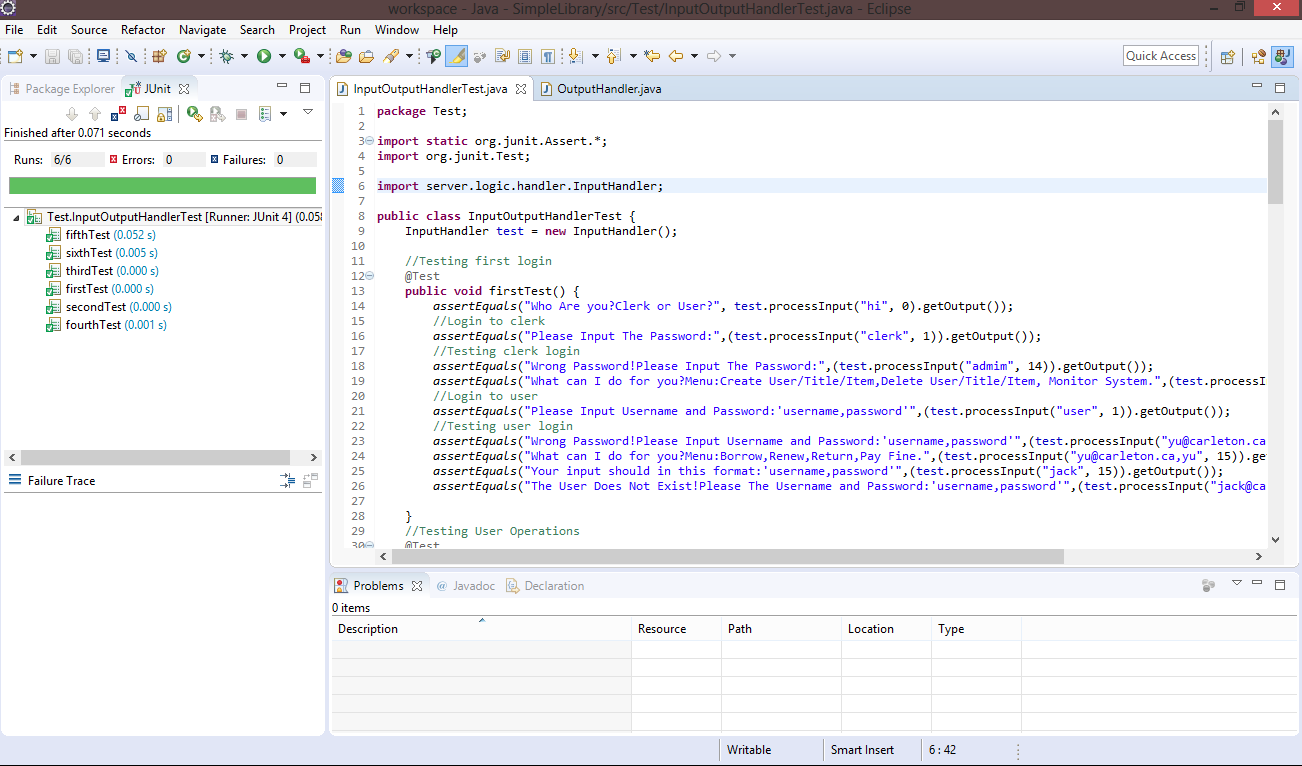 workspace - Java - SimpleLibrary/src/Test/InputOutputHandlerTest.java - Eclipse
File Edit Source Refactor Navigate Search Project Run Window Help
Quick Access
Package Explorer JUnit
Finished after 0.071 seconds
Runs: 6/6 Errors: 0 Failures: 0
Test.InputOutputHandlerTest [Runner: JUnit 4] (0.058
fifthTest (0.052 s)
sixthTest (0.005 s)
thirdTest (0.000 s)
firstTest (0.000 s)
secondTest (0.000 s)
fourthTest (0.001 s)
Failure Trace
InputOutputHandlerTest.java OutputHandler.java
1 package Test;
2
3 import static org.junit.Assert.*;
4 import org.junit.Test;
5
6 import server.logic.handler.InputHandler;
7
8 public class InputOutputHandlerTest {
9 InputHandler test = new InputHandler();
10
11 //Testing first login
12 @Test
13 public void firstTest() {
14 assertEquals("Who Are you?Clerk or User?", test.processInput("hi", 0).getOutput());
15 //Login to clerk
16 assertEquals("Please Input The Password:",(test.processInput("clerk", 1)).getOutput());
17 //Testing clerk login
18 assertEquals("Wrong Password!Please Input The Password:",(test.processInput("admim", 14)).getOutput());
19 assertEquals("What can I do for you?Menu:Create User/Title/Item,Delete User/Title/Item, Monitor System.",(test.processI
20 //Login to user
21 assertEquals("Please Input Username and Password:'username,password'",(test.processInput("user", 1)).getOutput());
22 //Testing user login
23 assertEquals("Wrong Password!Please Input Username and Password:'username,password'",(test.processInput("yu@carleton.ca
24 assertEquals("What can I do for you?Menu:Borrow,Renew,Return,Pay Fine.",(test.processInput("yu@carleton.ca,yu", 15)).ge
25 assertEquals("Your input should in this format:'username,password'",(test.processInput("jack", 15)).getOutput());
26 assertEquals("The User Does Not Exist!Please The Username and Password:'username,password'",(test.processInput("jack@ca
27
28 }
29 //Testing User Operations
30 @Test
Problems Javadoc Declaration
0 items
Description Resource Path Location Type
Writable Smart Insert 6 : 42